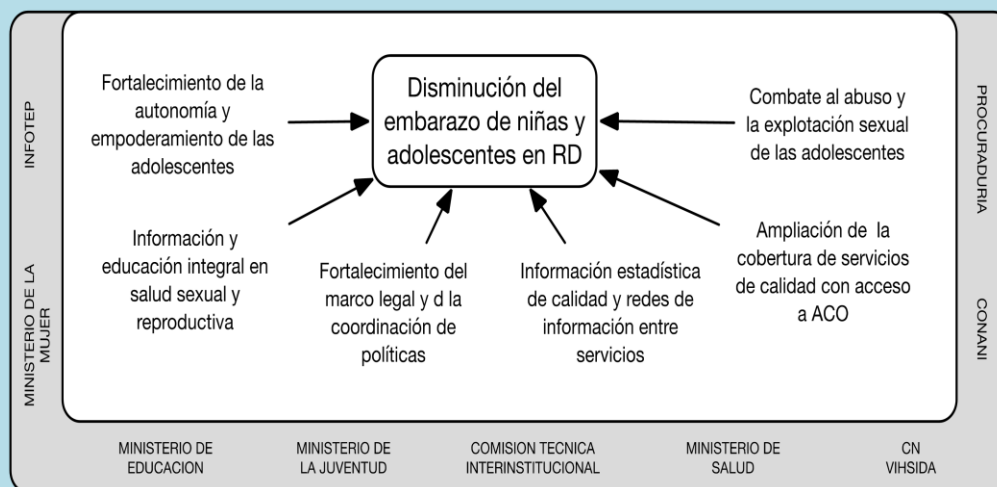 Disminución del
embarazo de niñas y
adolescentes en RD
Fortalecimiento de la
autonomía y
empoderamiento de las
adolescentes
Combate al abuso y
la explotación sexual
de las adolescentes
Información y
educación integral en
salud sexual y
reproductiva
Fortalecimiento del
marco legal y d la
coordinación de
políticas
Información estadística
de calidad y redes de
información entre
servicios
Ampliación de la
cobertura de servicios
de calidad con acceso
a ACO
INFOTEP
MINISTERIO DE LA
MUJER
PROCURADURIA
CONANI
MINISTERIO DE
EDUCACION
MINISTERIO DE
LA JUVENTUD
COMISION TECNICA
INTERINSTITUCIONAL
MINISTERIO DE
SALUD
CN
VIHSIDA